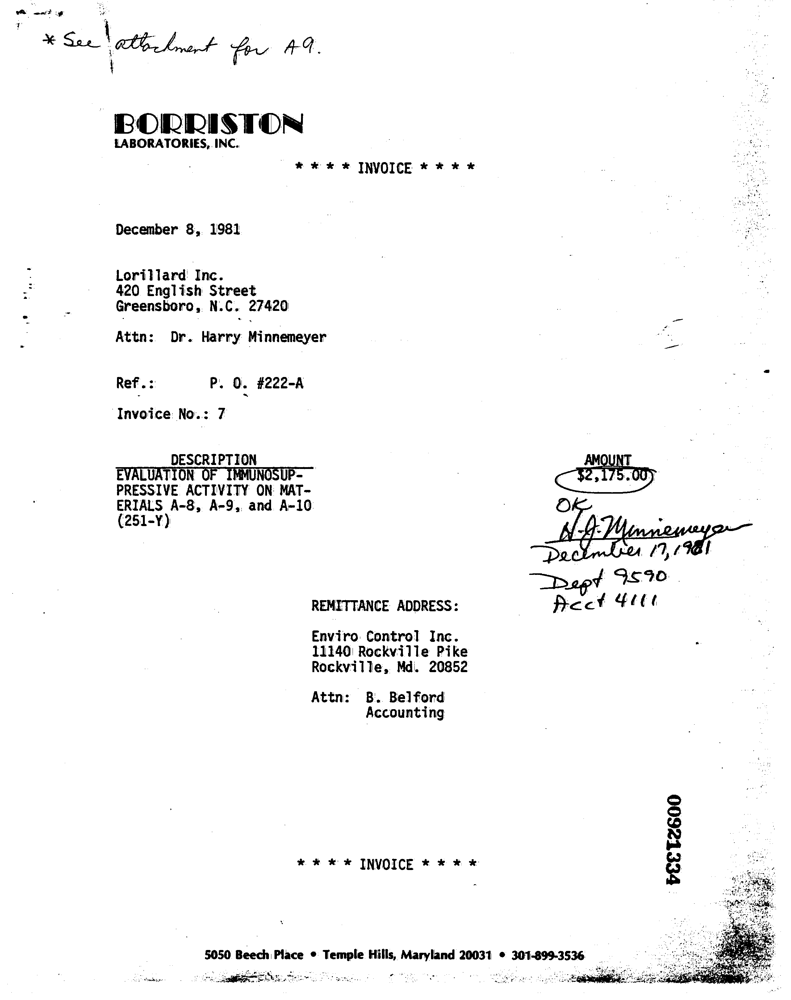 * See attachment for A9.
BORRISTON
LABORATORIES, INC.
* * * * INVOICE * * * *
December 8, 1981
Lorillard Inc.
420 English Street
Greensboro, N.C. 27420
Attn: Dr. Harry Minnemeyer
Ref.: P. O. #222-A
Invoice No.: 7
DESCRIPTION AMOUNT
EVALUATION OF IMMUNOSUP- $2,175.00
PRESSIVE ACTIVITY ON MAT-
ERIALS A-8, A-9, and A-10
(251-Y)
OK
H.J. Minnemeyer
December 17, 1981
Dept 9590
Acct 4111
REMITTANCE ADDRESS:
Enviro Control Inc.
11140 Rockville Pike
Rockville, Md. 20852
Attn: B. Belford
Accounting
00921334
* * * * INVOICE * * * *
5050 Beech Place • Temple Hills, Maryland 20031 • 301-899-3536